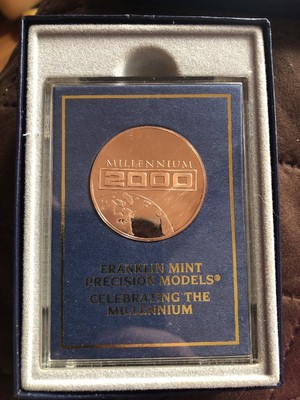 MILLENNIUM
2000
FRANKLIN MINT
PRECISION MODELS®
CELEBRATING THE
MILLENNIUM